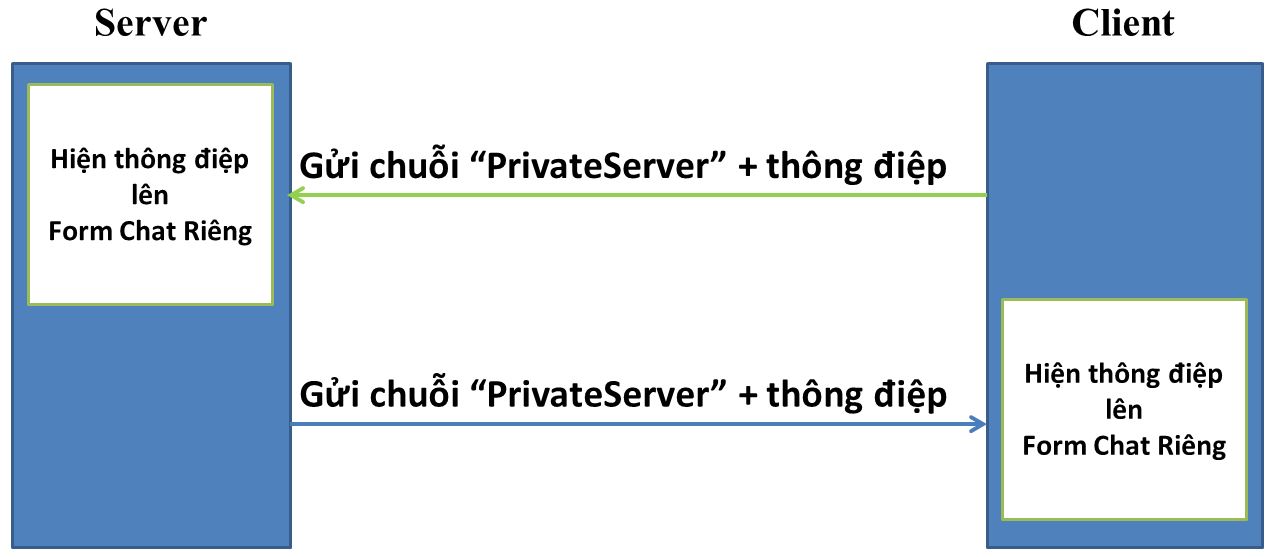 Server
Client
Hiện thông điệp
lên
Form Chat Riêng
Gửi chuỗi “PrivateServer” + thông điệp
Gửi chuỗi “PrivateServer” + thông điệp
Hiện thông điệp
lên
Form Chat Riêng